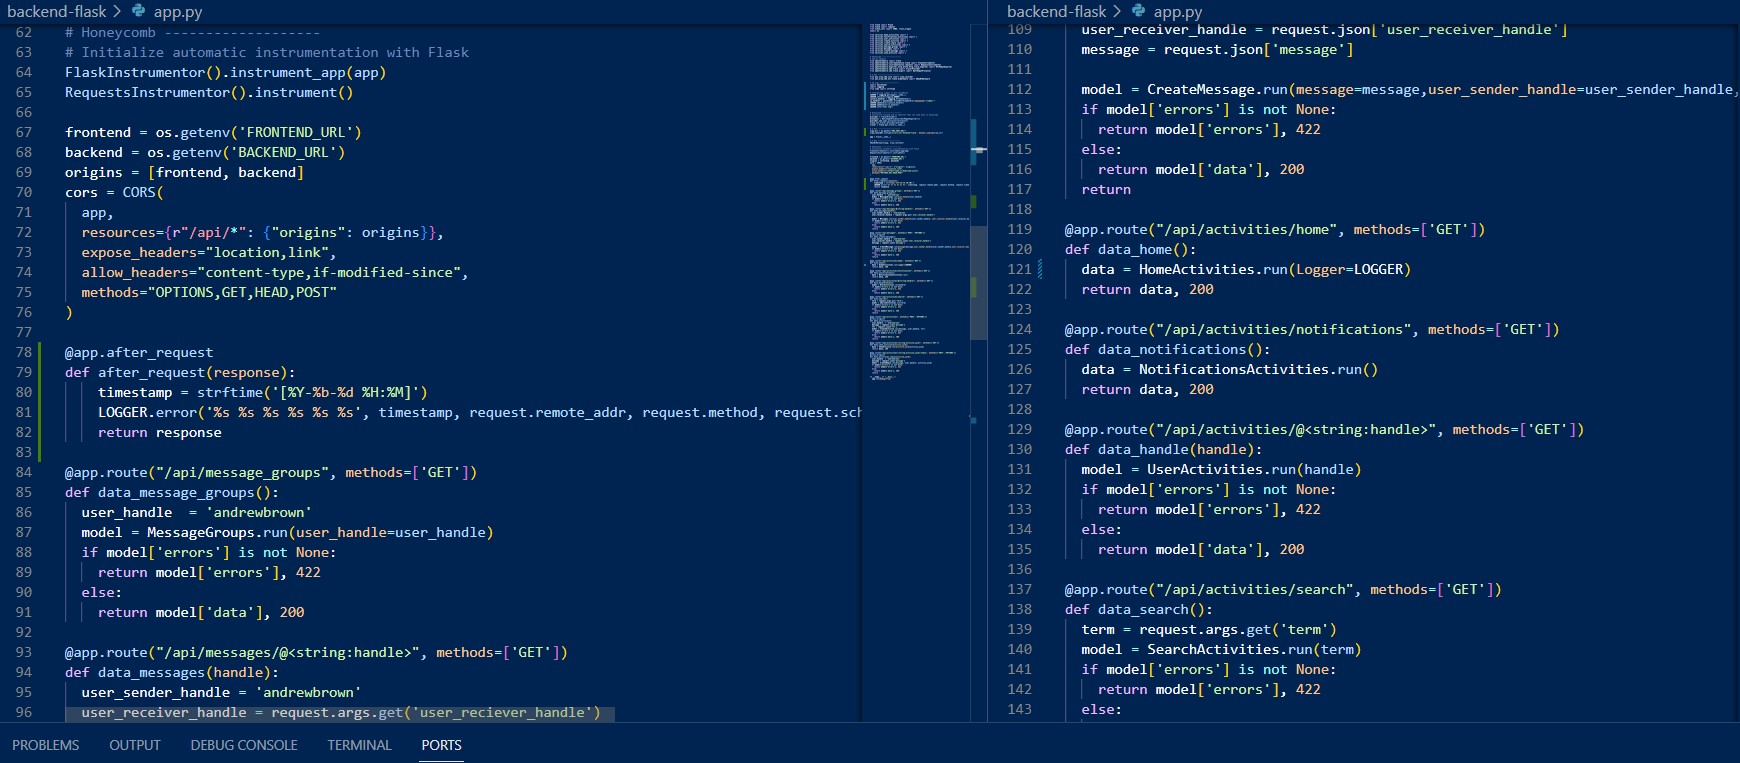 backend-flask > app.py
62 # Honeycomb -------------------
63 # Initialize automatic instrumentation with Flask
64 FlaskInstrumentor().instrument_app(app)
65 RequestsInstrumentor().instrument()
66
67 frontend = os.getenv('FRONTEND_URL')
68 backend = os.getenv('BACKEND_URL')
69 origins = [frontend, backend]
70 cors = CORS(
71   app,
72   resources={r"/api/*": {"origins": origins}},
73   expose_headers="location,link",
74   allow_headers="content-type,if-modified-since",
75   methods="OPTIONS,GET,HEAD,POST"
76 )
77
78 @app.after_request
79 def after_request(response):
80     timestamp = strftime('[%Y-%b-%d %H:%M]')
81     LOGGER.error('%s %s %s %s %s %s', timestamp, request.remote_addr, request.method, request.sch
82     return response
83
84 @app.route("/api/message_groups", methods=['GET'])
85 def data_message_groups():
86   user_handle  = 'andrewbrown'
87   model = MessageGroups.run(user_handle=user_handle)
88   if model['errors'] is not None:
89     return model['errors'], 422
90   else:
91     return model['data'], 200
92
93 @app.route("/api/messages/@<string:handle>", methods=['GET'])
94 def data_messages(handle):
95   user_sender_handle = 'andrewbrown'
96   user_receiver_handle = request.args.get('user_reciever_handle')
backend-flask > app.py
109   user_receiver_handle = request.json['user_receiver_handle']
110   message = request.json['message']
111
112   model = CreateMessage.run(message=message,user_sender_handle=user_sender_handle,
113   if model['errors'] is not None:
114     return model['errors'], 422
115   else:
116     return model['data'], 200
117   return
118
119 @app.route("/api/activities/home", methods=['GET'])
120 def data_home():
121   data = HomeActivities.run(Logger=LOGGER)
122   return data, 200
123
124 @app.route("/api/activities/notifications", methods=['GET'])
125 def data_notifications():
126   data = NotificationsActivities.run()
127   return data, 200
128
129 @app.route("/api/activities/@<string:handle>", methods=['GET'])
130 def data_handle(handle):
131   model = UserActivities.run(handle)
132   if model['errors'] is not None:
133     return model['errors'], 422
134   else:
135     return model['data'], 200
136
137 @app.route("/api/activities/search", methods=['GET'])
138 def data_search():
139   term = request.args.get('term')
140   model = SearchActivities.run(term)
141   if model['errors'] is not None:
142     return model['errors'], 422
143   else:
PROBLEMS OUTPUT DEBUG CONSOLE TERMINAL PORTS